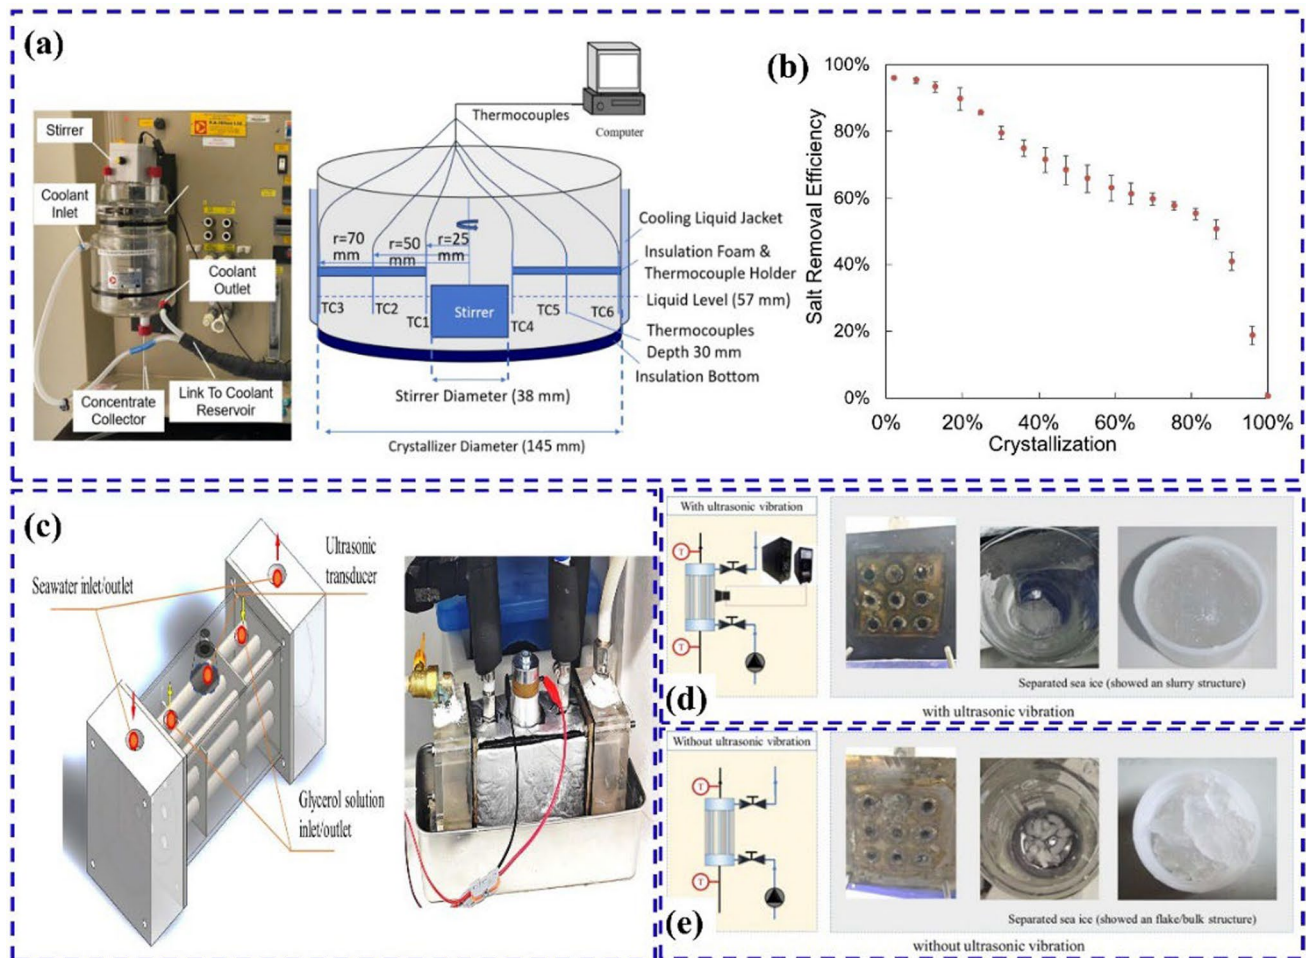 (a)
Stirrer
Coolant
Inlet
Coolant
Outlet
Concentrate
Collector
Link To Coolant
Reservoir
Thermocouples
Computer
Cooling Liquid Jacket
Insulation Foam &
Thermocouple Holder
Liquid Level (57 mm)
Thermocouples
Depth 30 mm
Insulation Bottom
r=70
mm
r=50
mm
r=25
mm
TC3
TC2
TC1
Stirrer
TC4
TC5
TC6
Stirrer Diameter (38 mm)
Crystallizer Diameter (145 mm)
(b)
Salt Removal Efficiency
100%
80%
60%
40%
20%
0%
0%
20%
40%
60%
80%
100%
Crystallization
(c)
Seawater inlet/outlet
Ultrasonic
transducer
Glycerol solution
inlet/outlet
With ultrasonic vibration
T
T
(d)
Separated sea ice (showed an slurry structure)
with ultrasonic vibration
Without ultrasonic vibration
T
T
(e)
Separated sea ice (showed an flake/bulk structure)
without ultrasonic vibration